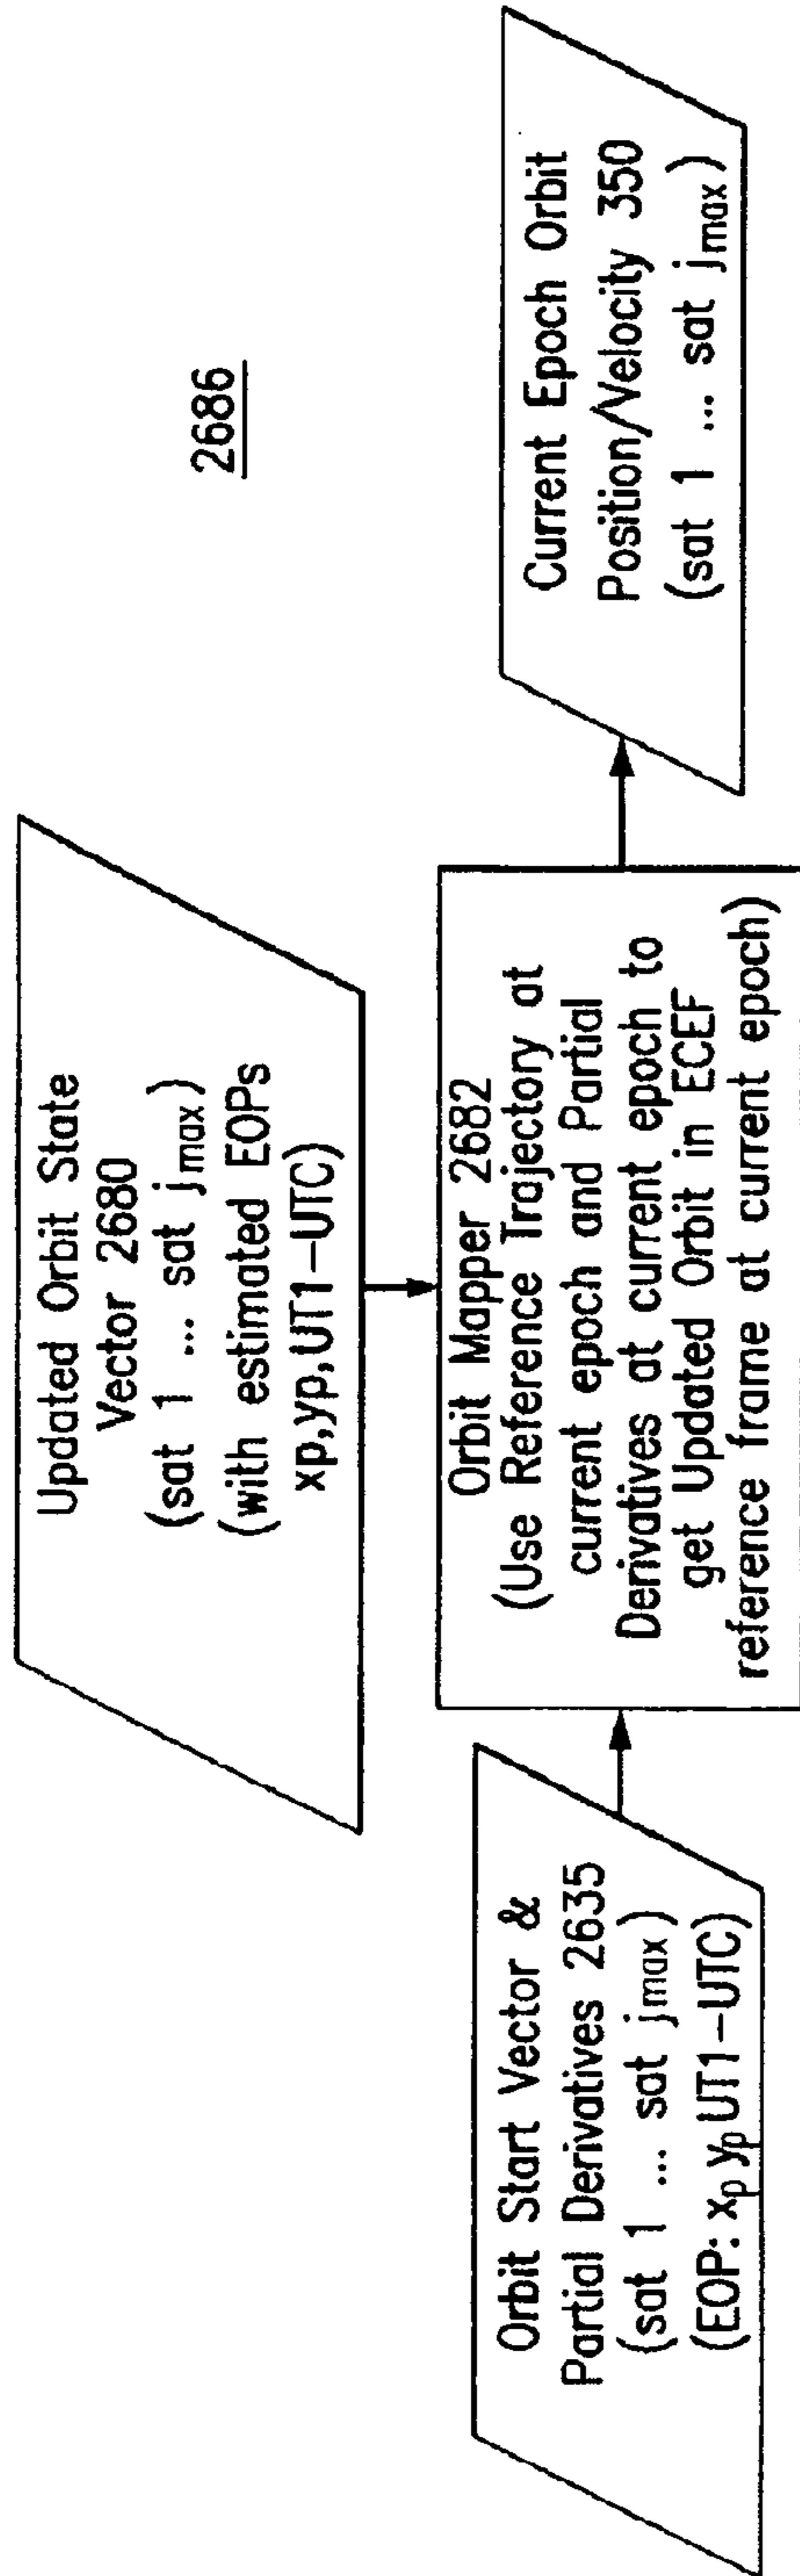 2686
Updated Orbit State
Vector 2680
(sat 1 ... sat jmax)
(with estimated EOPs
xp,yp,UT1-UTC)
Orbit Start Vector &
Partial Derivatives 2635
(sat 1 ... sat jmax)
(EOP: xp yp UT1-UTC)
Orbit Mapper 2682
(Use Reference Trajectory at
current epoch and Partial
Derivatives at current epoch to
get Updated Orbit in ECEF
reference frame at current epoch)
Current Epoch Orbit
Position/Velocity 350
(sat 1 ... sat jmax)